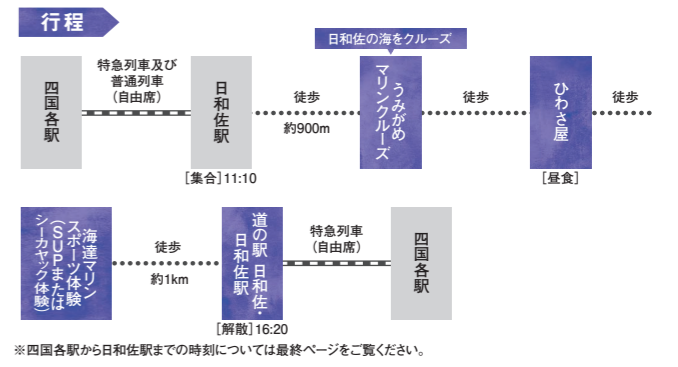 行程
日和佐の海をクルーズ
四国各駅
特急列車及び
普通列車
（自由席）
日和佐駅
[集合]11:10
徒歩
約900m
うみがめ
マリンクルーズ
徒歩
ひわさ屋
[昼食]
徒歩
海達マリン
スポーツ体験
（SUPまたは
シーカヤック体験）
徒歩
約1km
道の駅 日和佐・
日和佐駅
[解散]16:20
特急列車
（自由席）
四国各駅
※四国各駅から日和佐駅までの時刻については最終ページをご覧ください。